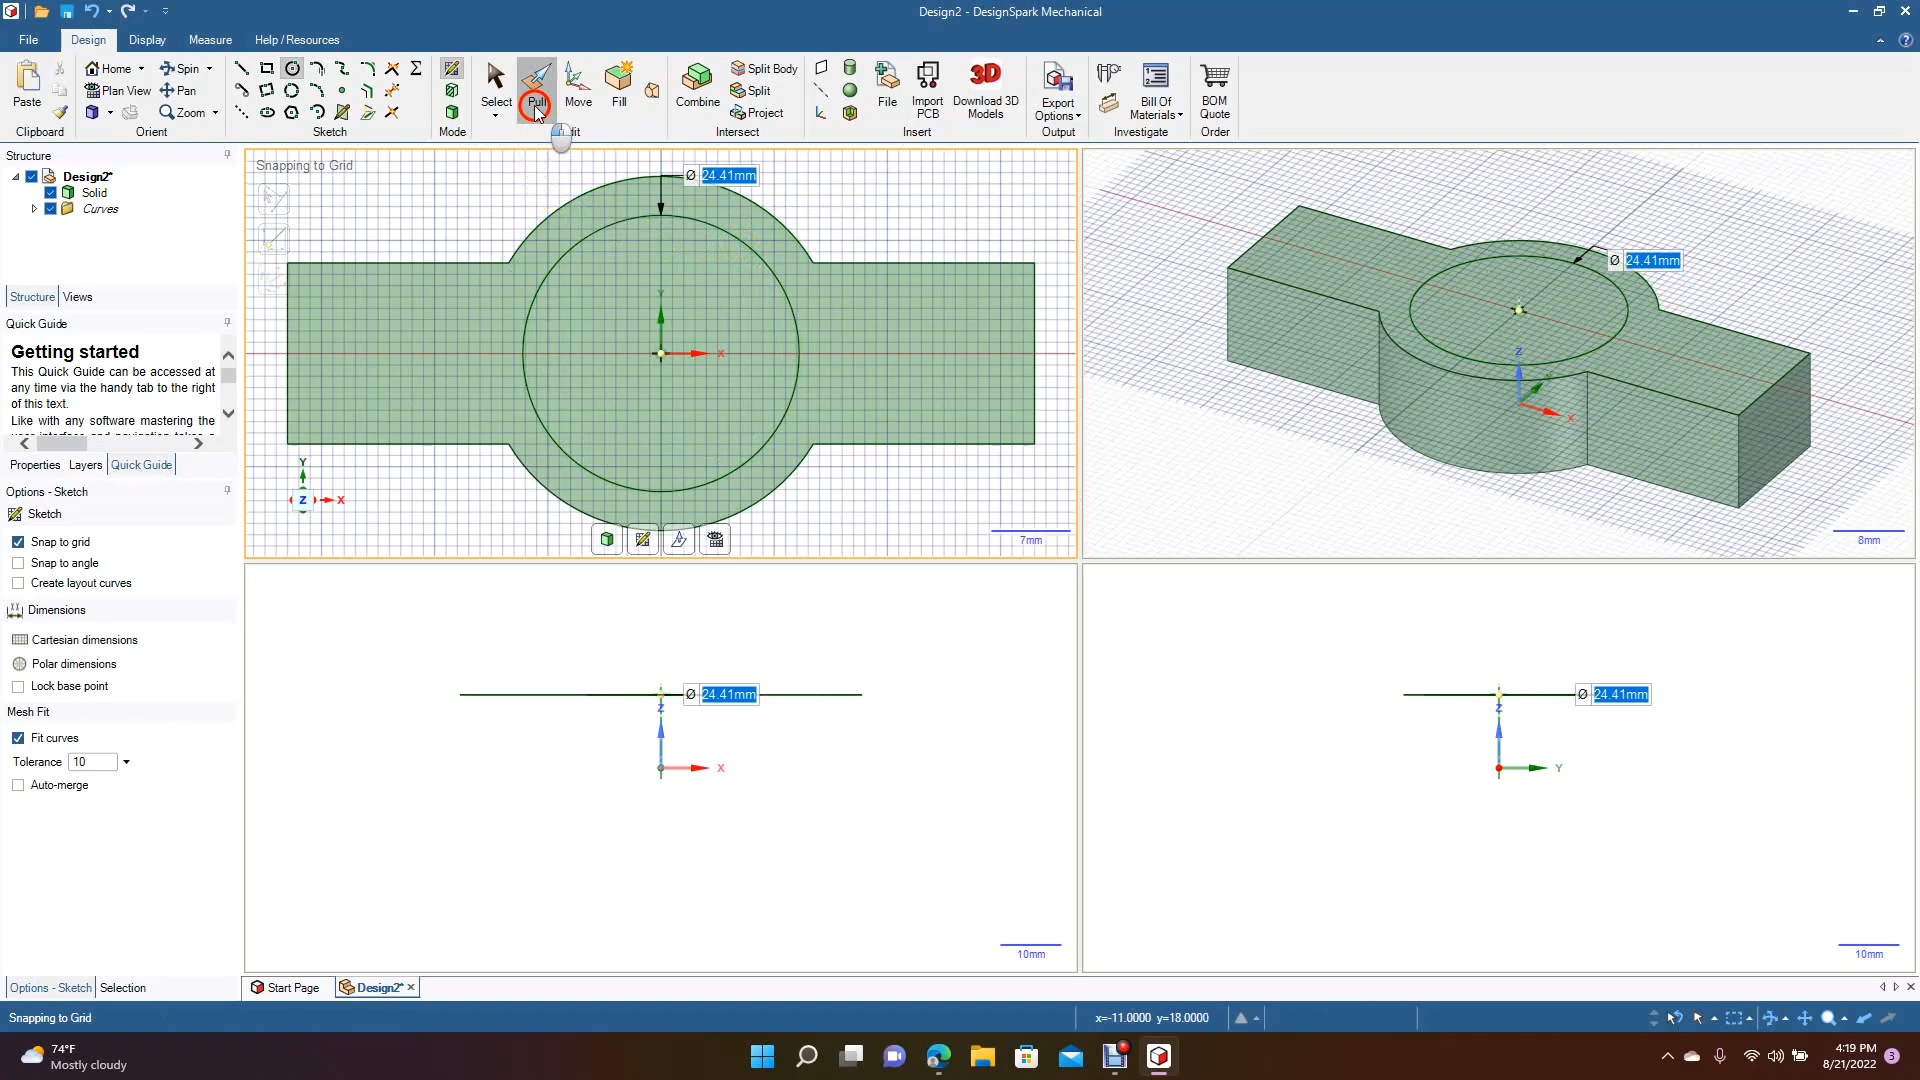 Design2 - DesignSpark Mechanical
File Design Display Measure Help / Resources
Paste
Clipboard
Home Spin
Plan View Pan
Zoom
Orient
Sketch
Mode
Select Pull Move Fill
Combine
Split Body
Split
Project
Intersect
File
Import PCB
Download 3D Models
Insert
Export Options
Output
Bill Of Materials
Investigate
BOM Quote
Order
Structure
Design2*
Solid
Curves
Structure Views
Quick Guide
Getting started
This Quick Guide can be accessed at
any time via the handy tab to the right
of this text.
Like with any software mastering the
Properties Layers Quick Guide
Options - Sketch
Sketch
Snap to grid
Snap to angle
Create layout curves
Dimensions
Cartesian dimensions
Polar dimensions
Lock base point
Mesh Fit
Fit curves
Tolerance 10
Auto-merge
Options - Sketch Selection
Snapping to Grid
Ø 24.41mm
Y
X
Y
Z X
7mm
Ø 24.41mm
Z
X
8mm
Ø 24.41mm
Z
X
10mm
Ø 24.41mm
Z
Y
10mm
Start Page Design2*
Snapping to Grid
x=-11.0000 y=18.0000
74°F
Mostly cloudy
4:19 PM
8/21/2022
3